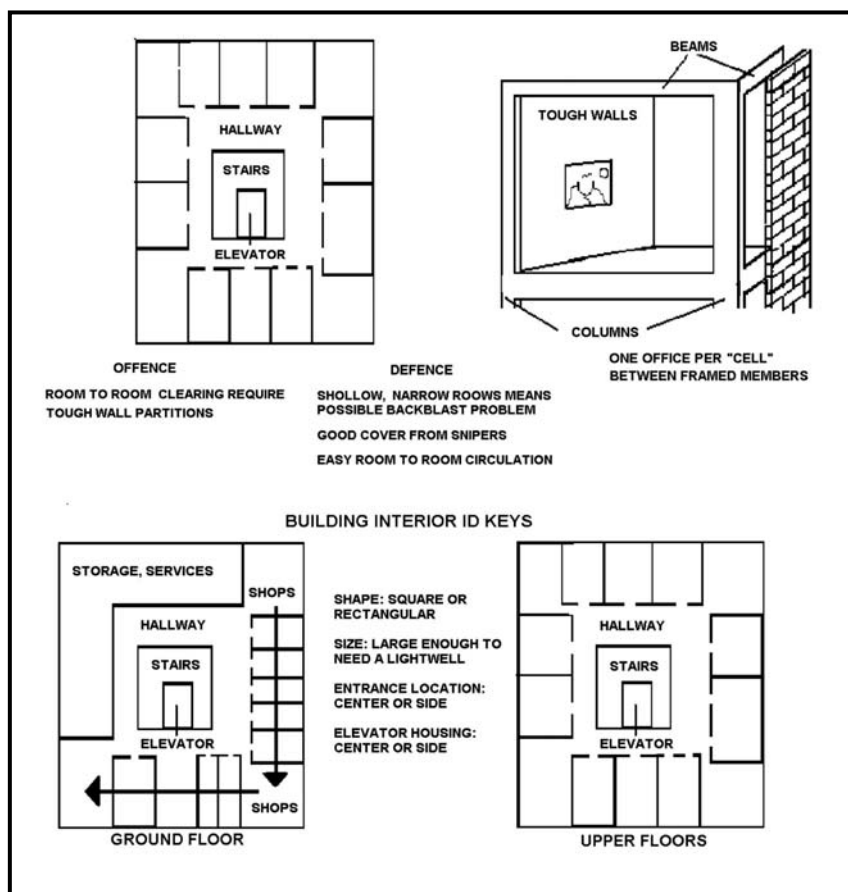 HALLWAY
STAIRS
ELEVATOR
BEAMS
TOUGH WALLS
COLUMNS
ONE OFFICE PER "CELL"
BETWEEN FRAMED MEMBERS
OFFENCE
ROOM TO ROOM CLEARING REQUIRE
TOUGH WALL PARTITIONS
DEFENCE
SHOLLOW, NARROW ROOWS MEANS
POSSIBLE BACKBLAST PROBLEM
GOOD COVER FROM SNIPERS
EASY ROOM TO ROOM CIRCULATION
BUILDING INTERIOR ID KEYS
STORAGE, SERVICES
SHOPS
HALLWAY
STAIRS
ELEVATOR
SHOPS
GROUND FLOOR
SHAPE: SQUARE OR
RECTANGULAR
SIZE: LARGE ENOUGH TO
NEED A LIGHTWELL
ENTRANCE LOCATION:
CENTER OR SIDE
ELEVATOR HOUSING:
CENTER OR SIDE
HALLWAY
STAIRS
ELEVATOR
UPPER FLOORS